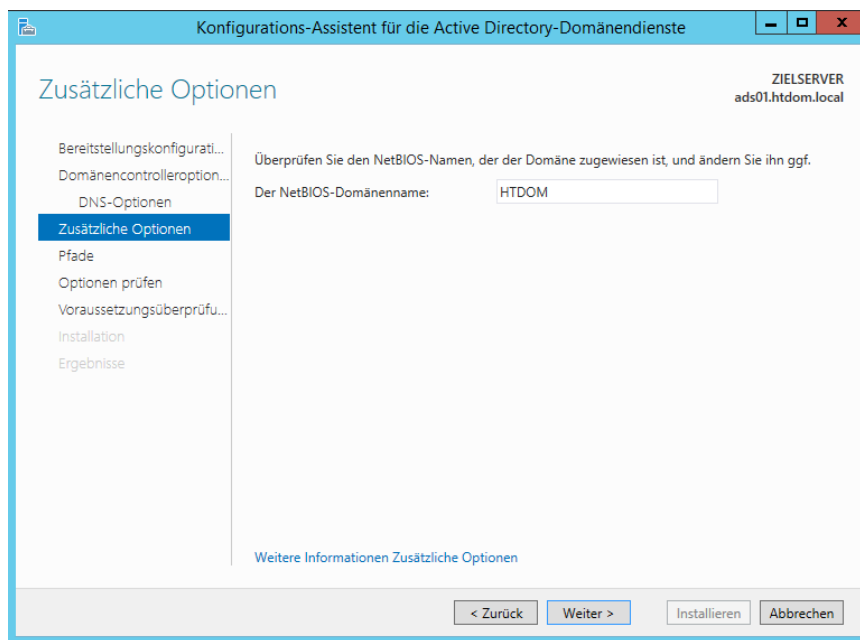 Konfigurations-Assistent für die Active Directory-Domänendienste
Zusätzliche Optionen
ZIELSERVER
ads01.htdom.local
Bereitstellungskonfigurati...
Domänencontrolleroption...
DNS-Optionen
Zusätzliche Optionen
Pfade
Optionen prüfen
Voraussetzungsüberprüfu...
Installation
Ergebnisse
Überprüfen Sie den NetBIOS-Namen, der der Domäne zugewiesen ist, und ändern Sie ihn ggf.
Der NetBIOS-Domänenname: HTDOM
Weitere Informationen Zusätzliche Optionen
< Zurück Weiter > Installieren Abbrechen